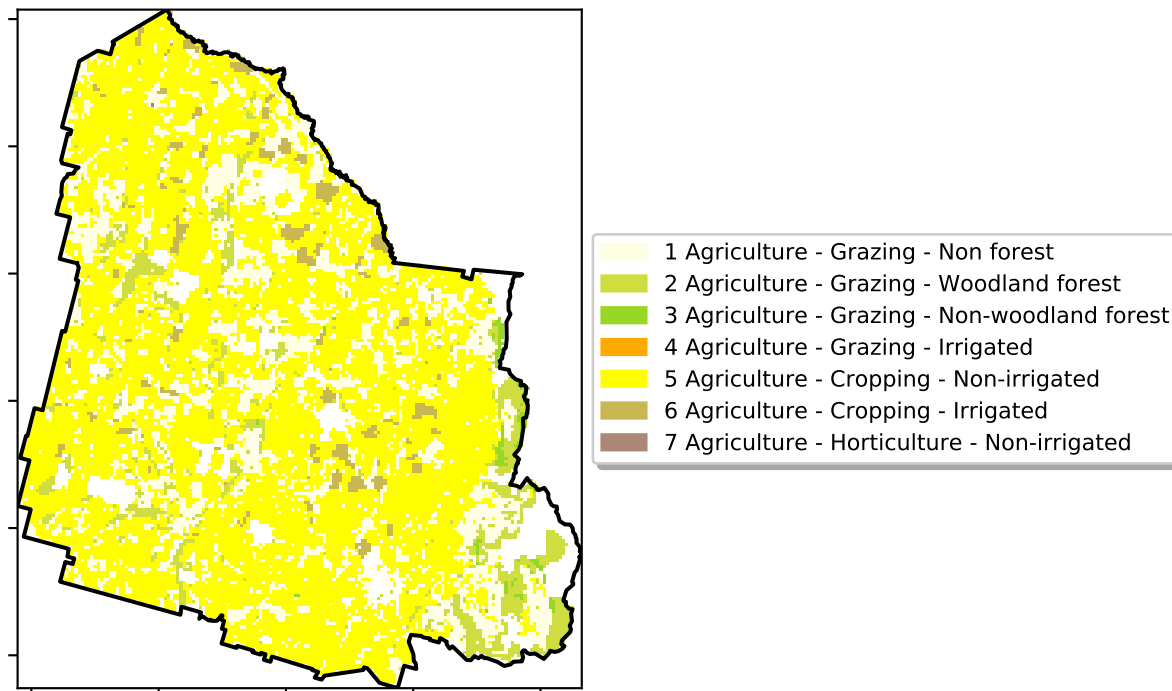 1 Agriculture - Grazing - Non forest
2 Agriculture - Grazing - Woodland forest
3 Agriculture - Grazing - Non-woodland forest
4 Agriculture - Grazing - Irrigated
5 Agriculture - Cropping - Non-irrigated
6 Agriculture - Cropping - Irrigated
7 Agriculture - Horticulture - Non-irrigated